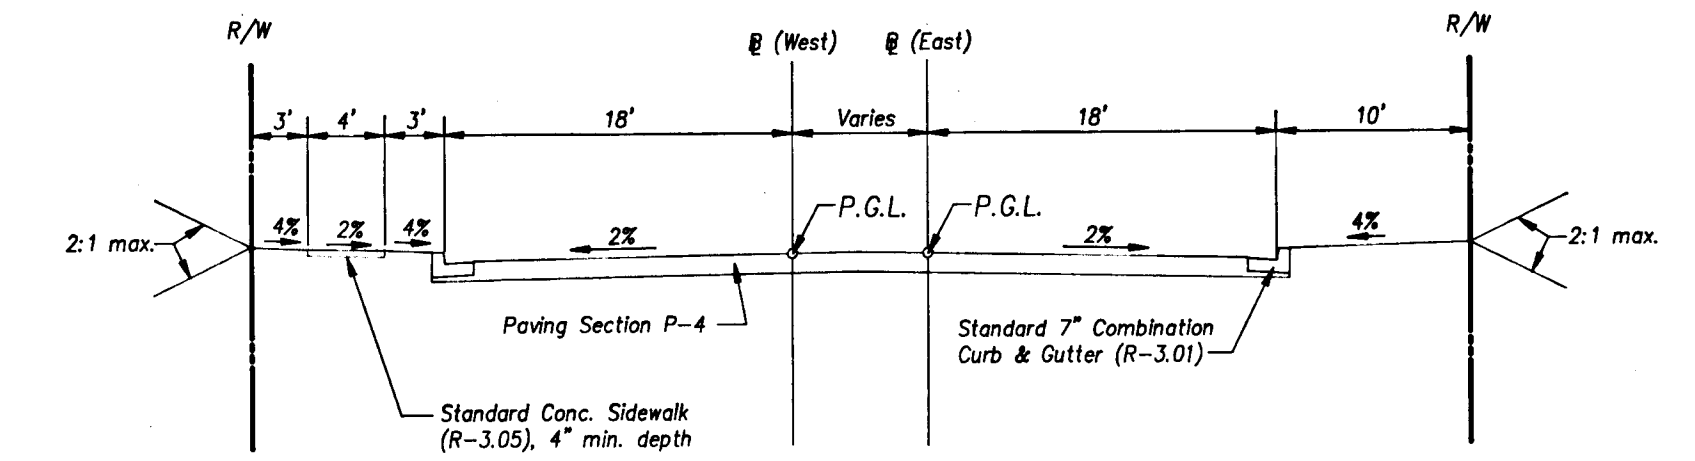 R/W
℄ (West)
℄ (East)
R/W
3'
4'
3'
18'
Varies
18'
10'
P.G.L.
P.G.L.
4%
2%
4%
2%
2%
4%
2:1 max.
2:1 max.
Paving Section P-4
Standard 7" Combination
Curb & Gutter (R-3.01)
Standard Conc. Sidewalk
(R-3.05), 4" min. depth